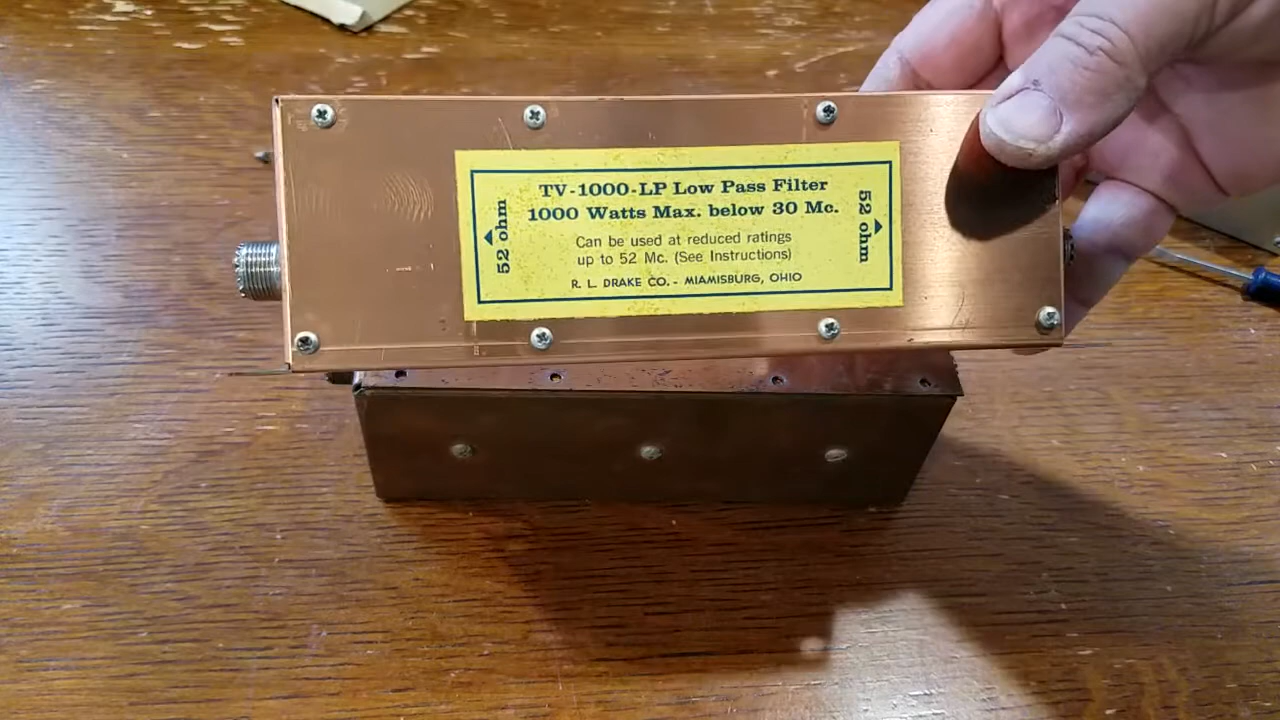 TV-1000-LP Low Pass Filter
1000 Watts Max. below 30 Mc.
Can be used at reduced ratings
up to 52 Mc. (See Instructions)
R. L. DRAKE CO. - MIAMISBURG, OHIO
52 ohm
52 ohm